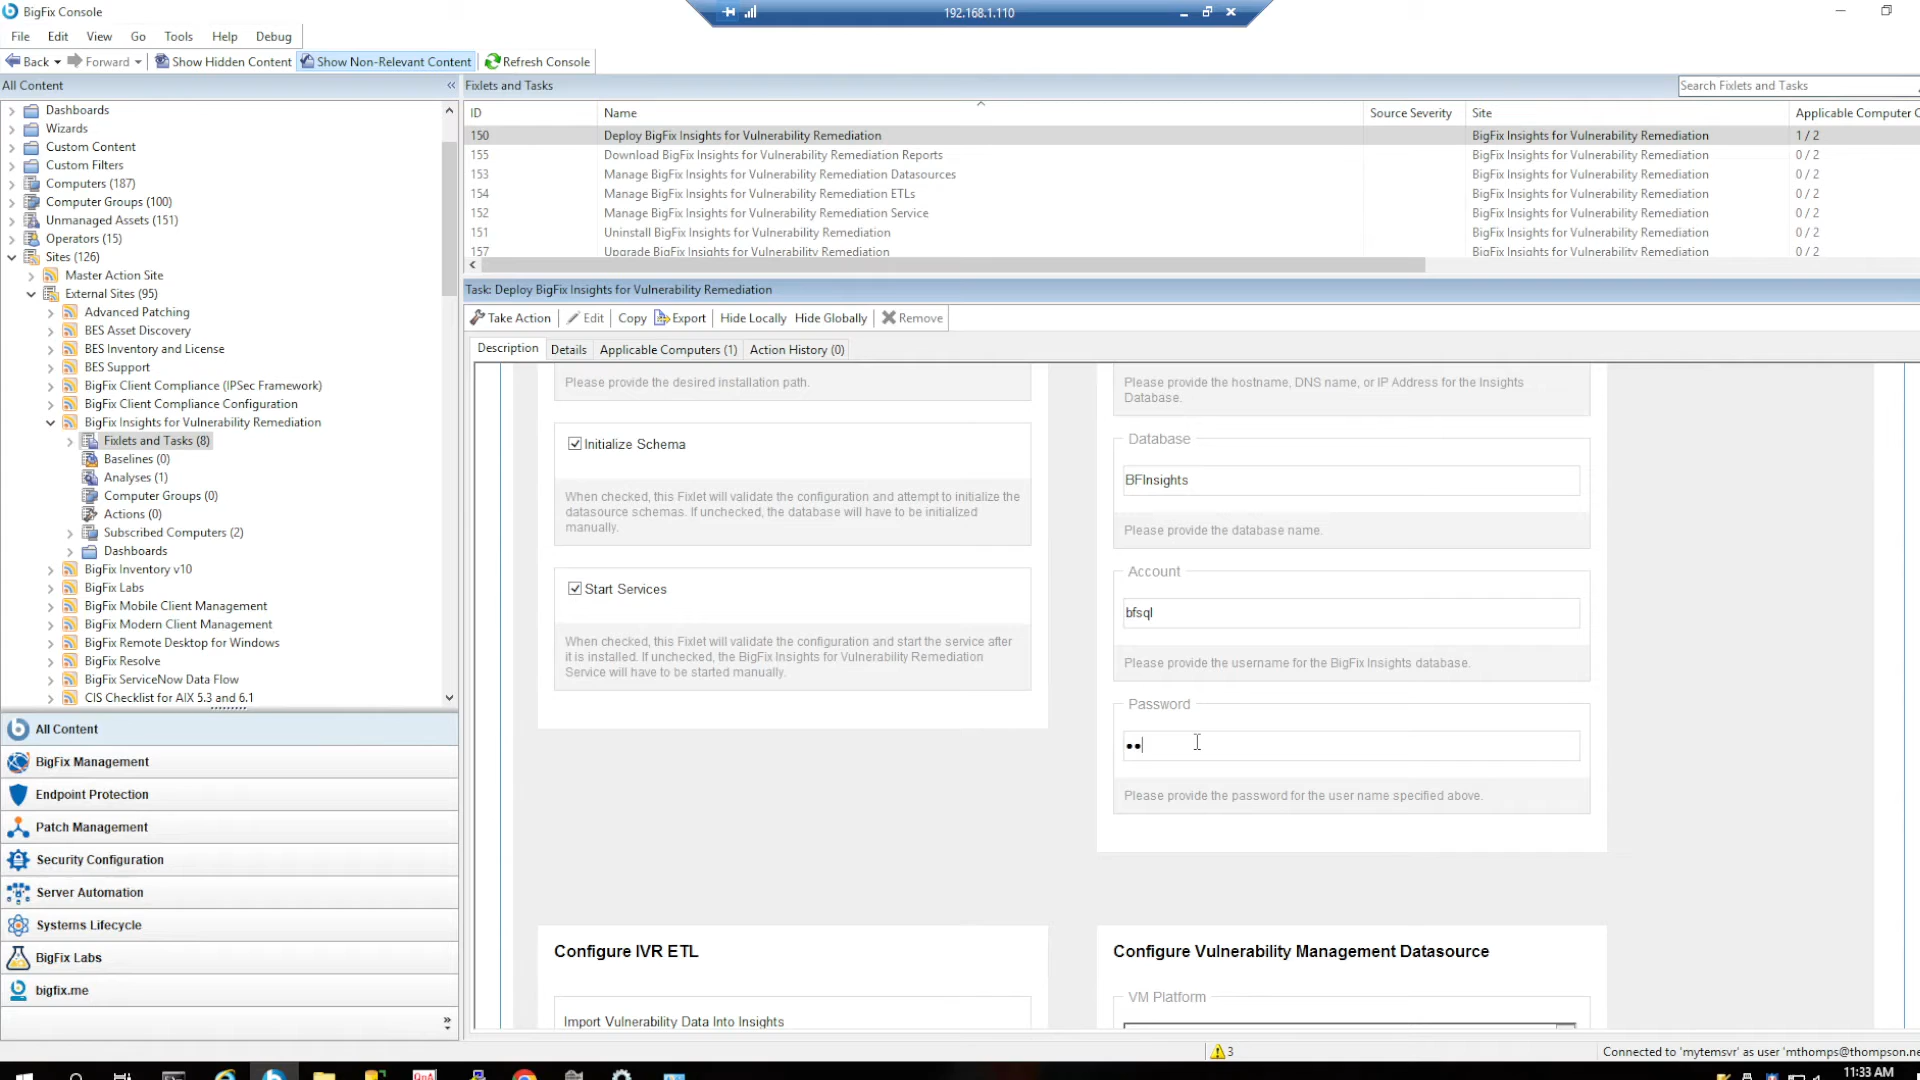 BigFix Console
192.168.1.110
File Edit View Go Tools Help Debug
Back Forward Show Hidden Content Show Non-Relevant Content Refresh Console
All Content
Dashboards
Wizards
Custom Content
Custom Filters
Computers (187)
Computer Groups (100)
Unmanaged Assets (151)
Operators (15)
Sites (126)
Master Action Site
External Sites (95)
Advanced Patching
BES Asset Discovery
BES Inventory and License
BES Support
BigFix Client Compliance (IPSec Framework)
BigFix Client Compliance Configuration
BigFix Insights for Vulnerability Remediation
Fixlets and Tasks (8)
Baselines (0)
Analyses (1)
Computer Groups (0)
Actions (0)
Subscribed Computers (2)
Dashboards
BigFix Inventory v10
BigFix Labs
BigFix Mobile Client Management
BigFix Modern Client Management
BigFix Remote Desktop for Windows
BigFix Resolve
BigFix ServiceNow Data Flow
CIS Checklist for AIX 5.3 and 6.1
All Content
BigFix Management
Endpoint Protection
Patch Management
Security Configuration
Server Automation
Systems Lifecycle
BigFix Labs
bigfix.me
Fixlets and Tasks
Search Fixlets and Tasks
ID Name Source Severity Site Applicable Computer C
150 Deploy BigFix Insights for Vulnerability Remediation BigFix Insights for Vulnerability Remediation 1 / 2
155 Download BigFix Insights for Vulnerability Remediation Reports BigFix Insights for Vulnerability Remediation 0 / 2
153 Manage BigFix Insights for Vulnerability Remediation Datasources BigFix Insights for Vulnerability Remediation 0 / 2
154 Manage BigFix Insights for Vulnerability Remediation ETLs BigFix Insights for Vulnerability Remediation 0 / 2
152 Manage BigFix Insights for Vulnerability Remediation Service BigFix Insights for Vulnerability Remediation 0 / 2
151 Uninstall BigFix Insights for Vulnerability Remediation BigFix Insights for Vulnerability Remediation 0 / 2
157 Upgrade BigFix Insights for Vulnerability Remediation BigFix Insights for Vulnerability Remediation 0 / 2
Task: Deploy BigFix Insights for Vulnerability Remediation
Take Action Edit Copy Export Hide Locally Hide Globally Remove
Description Details Applicable Computers (1) Action History (0)
Please provide the desired installation path.
Initialize Schema
When checked, this Fixlet will validate the configuration and attempt to initialize the
datasource schemas. If unchecked, the database will have to be initialized
manually.
Start Services
When checked, this Fixlet will validate the configuration and start the service after
it is installed. If unchecked, the BigFix Insights for Vulnerability Remediation
Service will have to be started manually.
Please provide the hostname, DNS name, or IP Address for the Insights
Database.
Database
BFInsights
Please provide the database name.
Account
bfsql
Please provide the username for the BigFix Insights database.
Password
••
Please provide the password for the user name specified above.
Configure IVR ETL
Import Vulnerability Data Into Insights
Configure Vulnerability Management Datasource
VM Platform
3
Connected to 'mytemsvr' as user 'mthomps@thompson.ne
11:33 AM